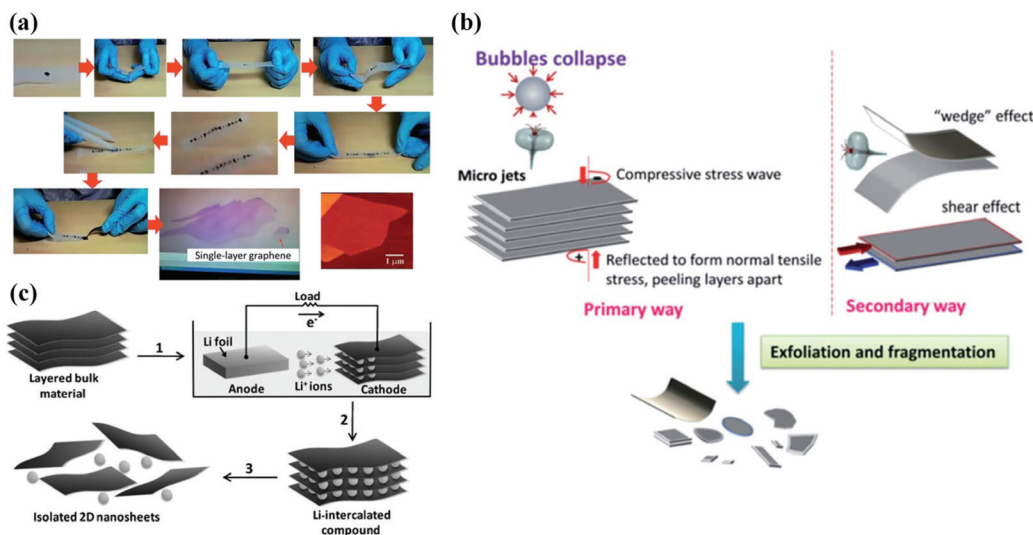 (a)
Single-layer graphene
1 μm
(b)
Bubbles collapse
Micro jets
Compressive stress wave
-
+
Reflected to form normal tensile
stress, peeling layers apart
Primary way
"wedge" effect
shear effect
Secondary way
Exfoliation and fragmentation
(c)
Layered bulk
material
1
Load
e-
Li foil
Anode
Li+ ions
Cathode
2
Li-intercalated
compound
3
Isolated 2D nanosheets